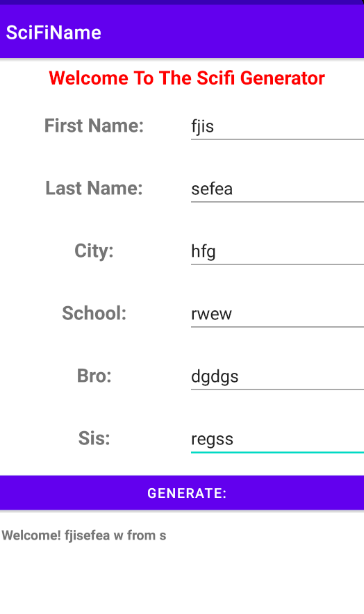 SciFiName
Welcome To The Scifi Generator
First Name: fjis
Last Name: sefea
City: hfg
School: rwew
Bro: dgdgs
Sis: regss
GENERATE:
Welcome! fjisefea w from s